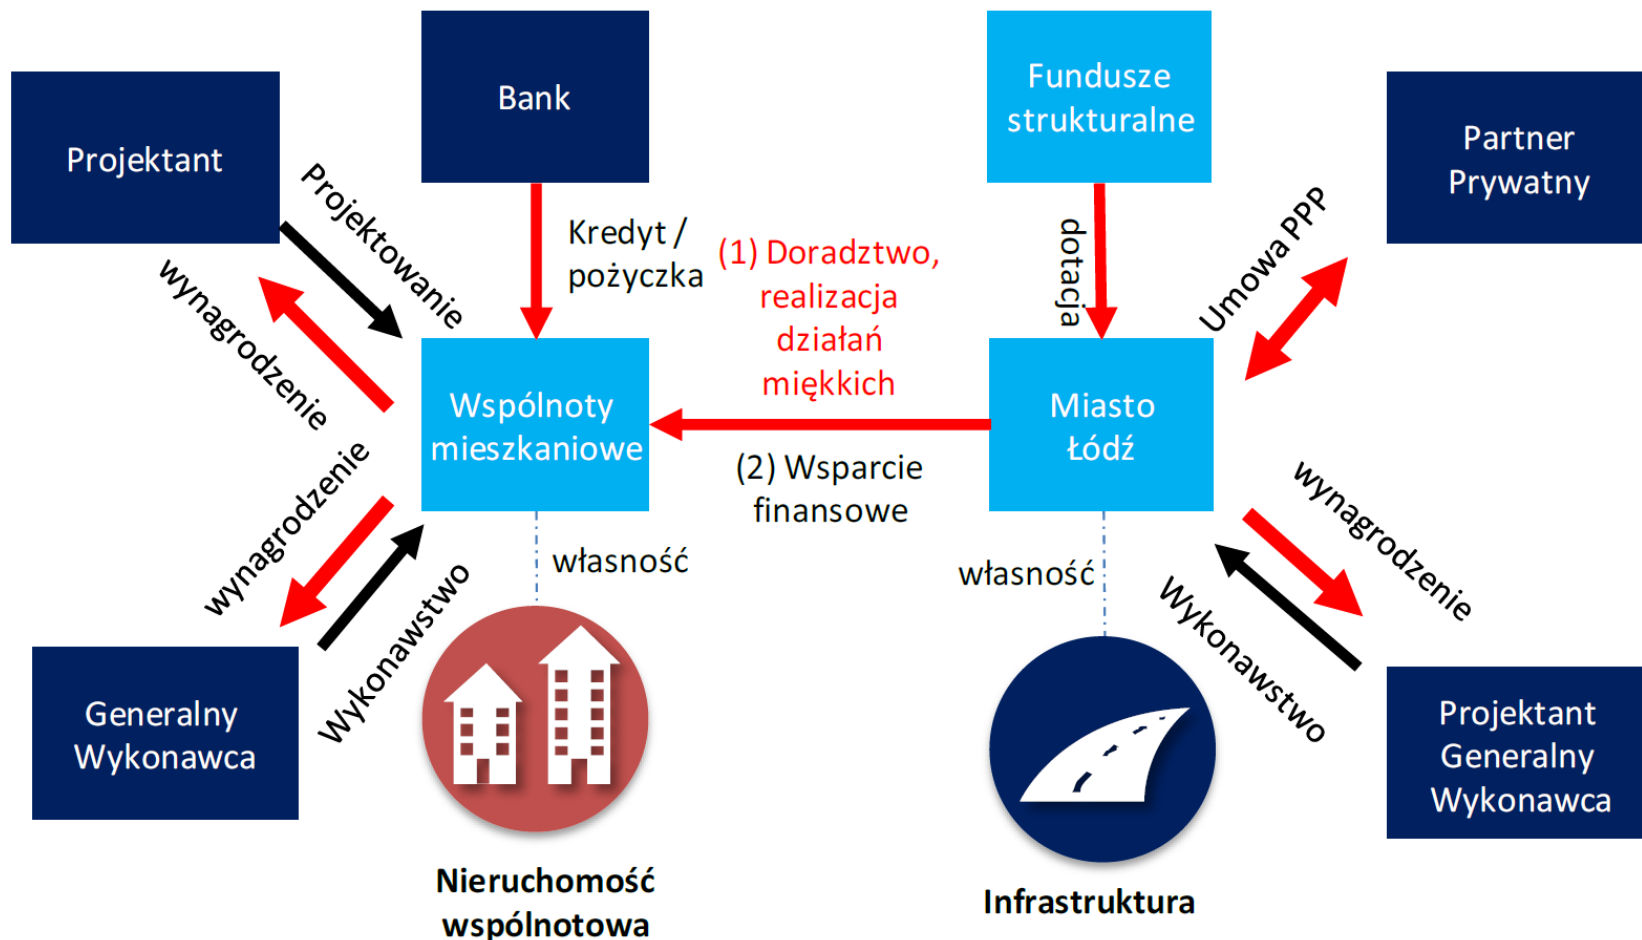 Projektant
Bank
Fundusze
strukturalne
Partner
Prywatny
Projektowanie
wynagrodzenie
Kredyt /
pożyczka
(1) Doradztwo,
realizacja
działań
miękkich
dotacja
Umowa PPP
Wspólnoty
mieszkaniowe
Miasto
Łódź
(2) Wsparcie
finansowe
wynagrodzenie
Wykonawstwo
własność
własność
wynagrodzenie
Wykonawstwo
Generalny
Wykonawca
Projektant
Generalny
Wykonawca
Nieruchomość
wspólnotowa
Infrastruktura